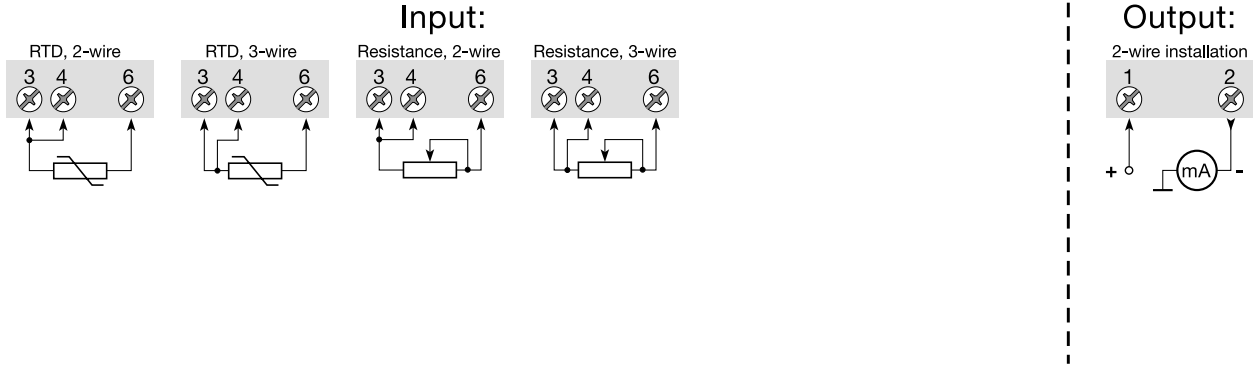 Input:
RTD, 2-wire
3 4 6
RTD, 3-wire
3 4 6
Resistance, 2-wire
3 4 6
Resistance, 3-wire
3 4 6
Output:
2-wire installation
1 2
+ mA -